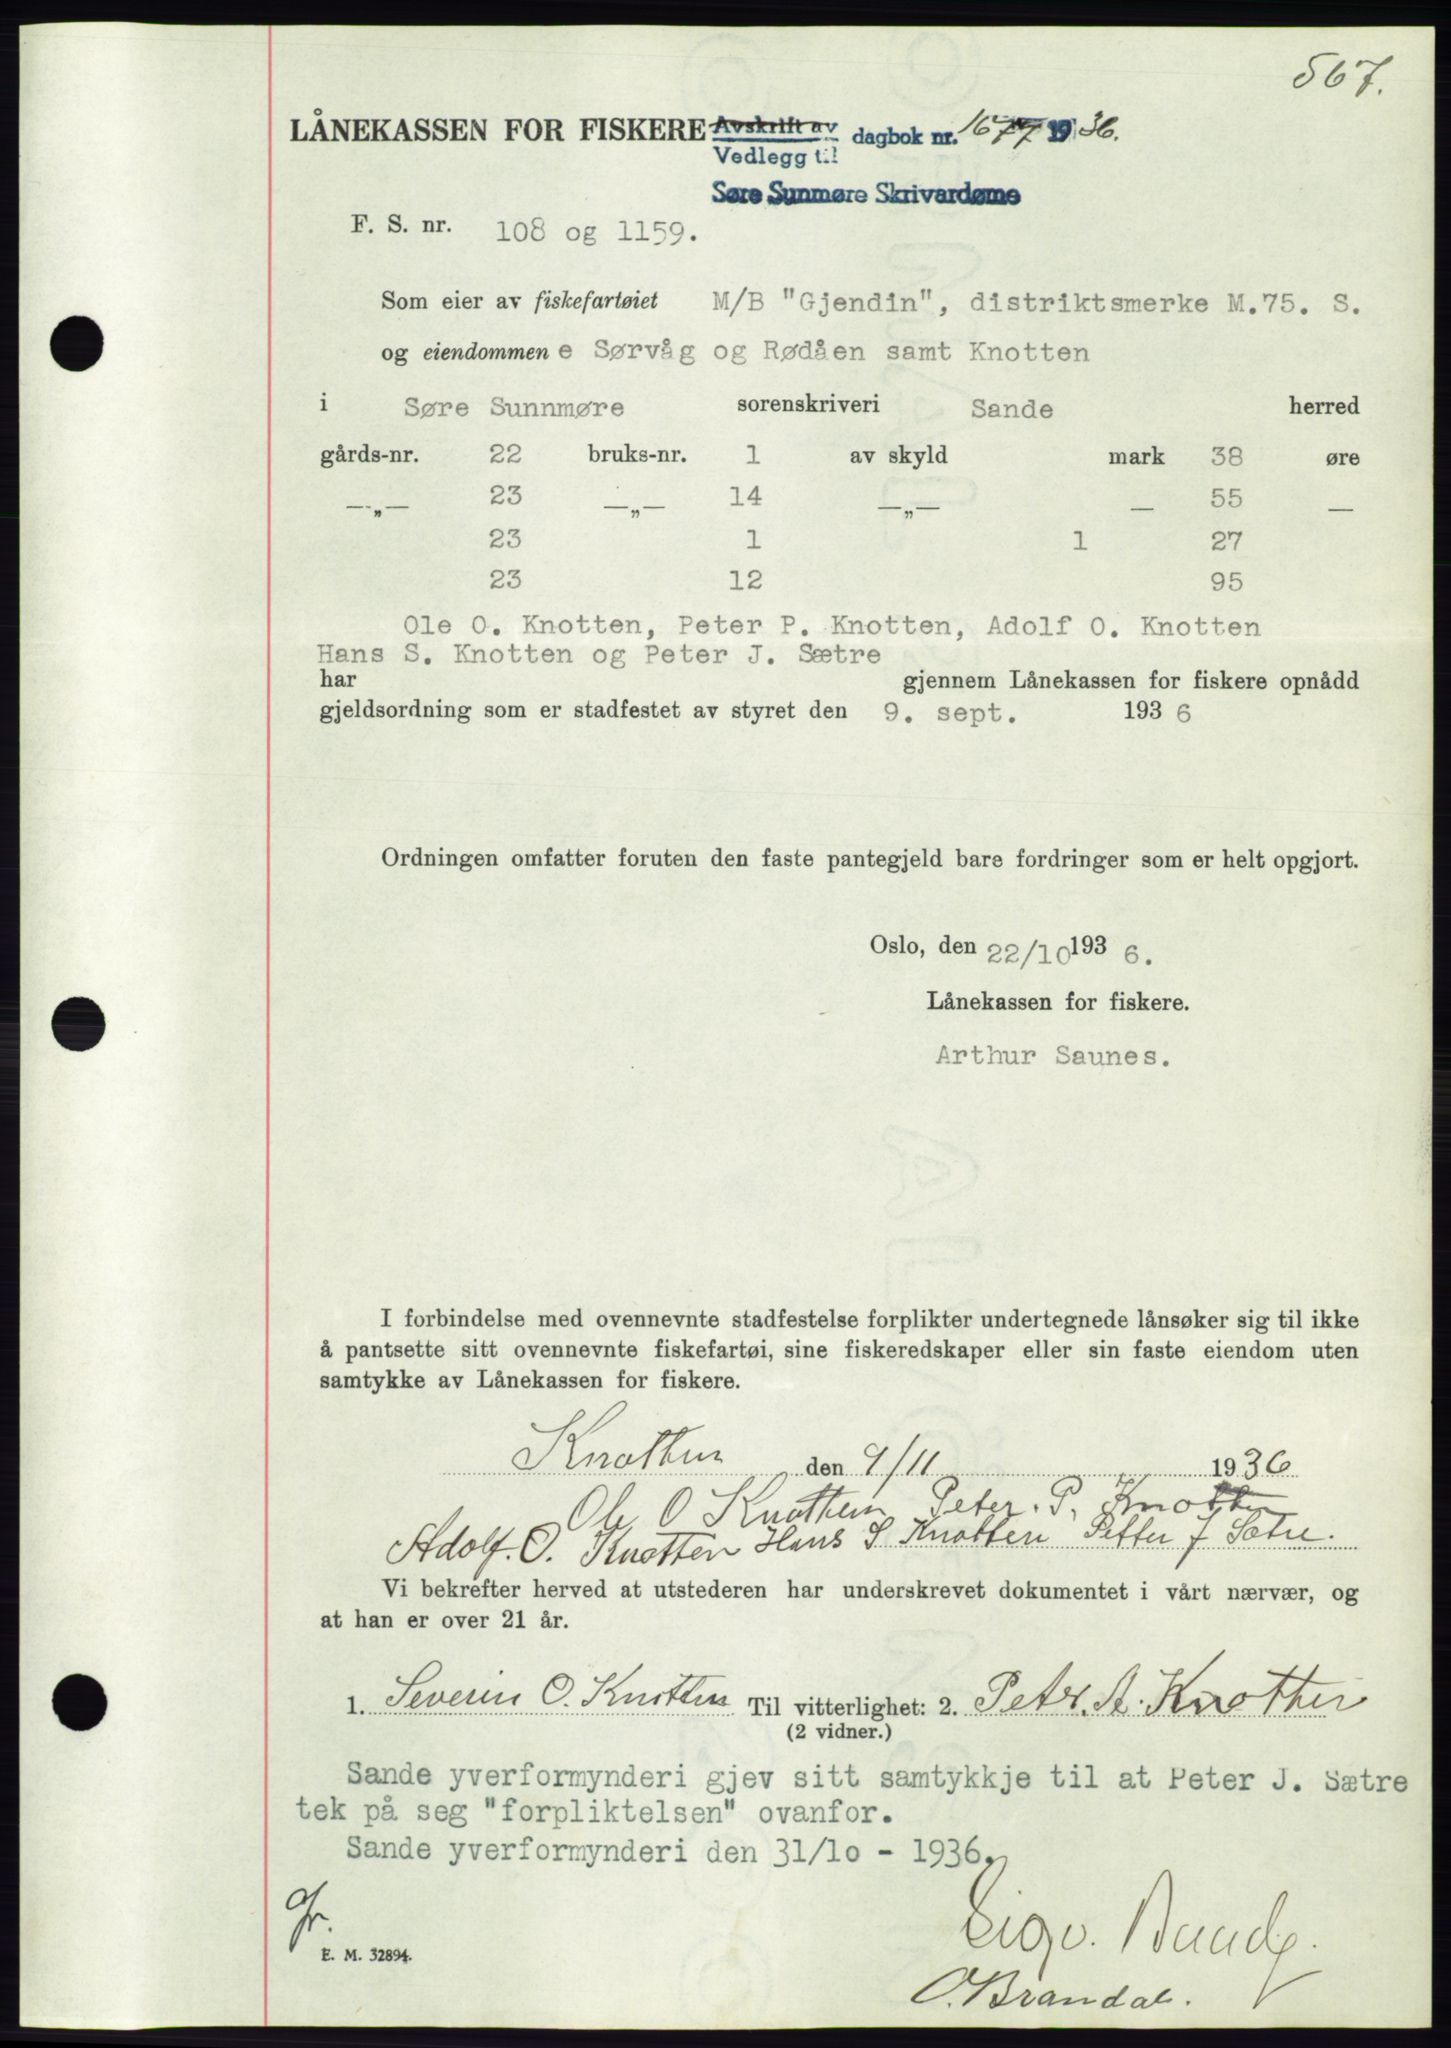 567.
LÅNEKASSEN FOR FISKERE Avskrift av dagbok nr. 1677 1936.
Vedlegg til
Søre Sunmøre Skrivardøme
F. S. nr. 108 og 1159.
Som eier av fiskefartøiet M/B "Gjendin", distriktsmerke M.75. S.
og eiendommene Sørvåg og Rødåen samt Knotten
i Søre Sunnmøre sorenskriveri Sande herred
gårds-nr. 22 bruks-nr. 1 av skyld mark 38 øre
—„— 23 —„— 14 —„— — 55 —
23 1 1 27
23 12 95
Ole O. Knotten, Peter P. Knotten, Adolf O. Knotten
Hans S. Knotten og Peter J. Sætre
har gjennem Lånekassen for fiskere opnådd
gjeldsordning som er stadfestet av styret den 9. sept. 1936
Ordningen omfatter foruten den faste pantegjeld bare fordringer som er helt opgjort.
Oslo, den 22/10 1936.
Lånekassen for fiskere.
Arthur Saunes.
I forbindelse med ovennevnte stadfestelse forplikter undertegnede lånsøker sig til ikke
å pantsette sitt ovennevnte fiskefartøi, sine fiskeredskaper eller sin faste eiendom uten
samtykke av Lånekassen for fiskere.
Knotten den 9/11 1936
Ole O Knotten Peter. P. Knotten
Adolf. O. Knotten Hans S Knotten Petter J Sætre.
Vi bekrefter herved at utstederen har underskrevet dokumentet i vårt nærvær, og
at han er over 21 år.
1. Severin O. Knotten Til vitterlighet: 2. Petr. A. Knotten
(2 vidner.)
Sande yverformynderi gjev sitt samtykkje til at Peter J. Sætre
tek på seg "forpliktelsen" ovanfor.
Sande yverformynderi den 31/10 - 1936.
Sigv.
E. M. 32894.
O. Brandal.